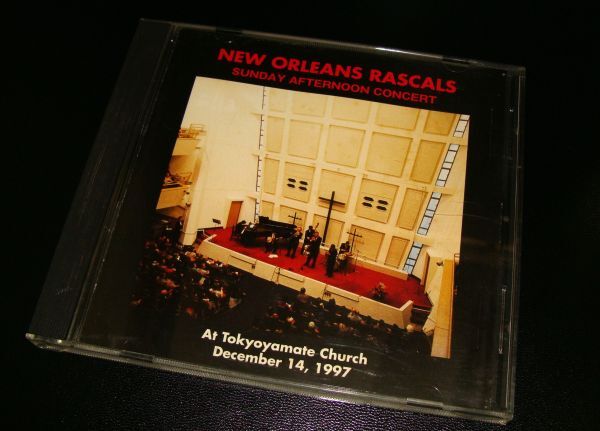 NEW ORLEANS RASCALS
SUNDAY AFTERNOON CONCERT
At Tokyoyamate Church
December 14, 1997